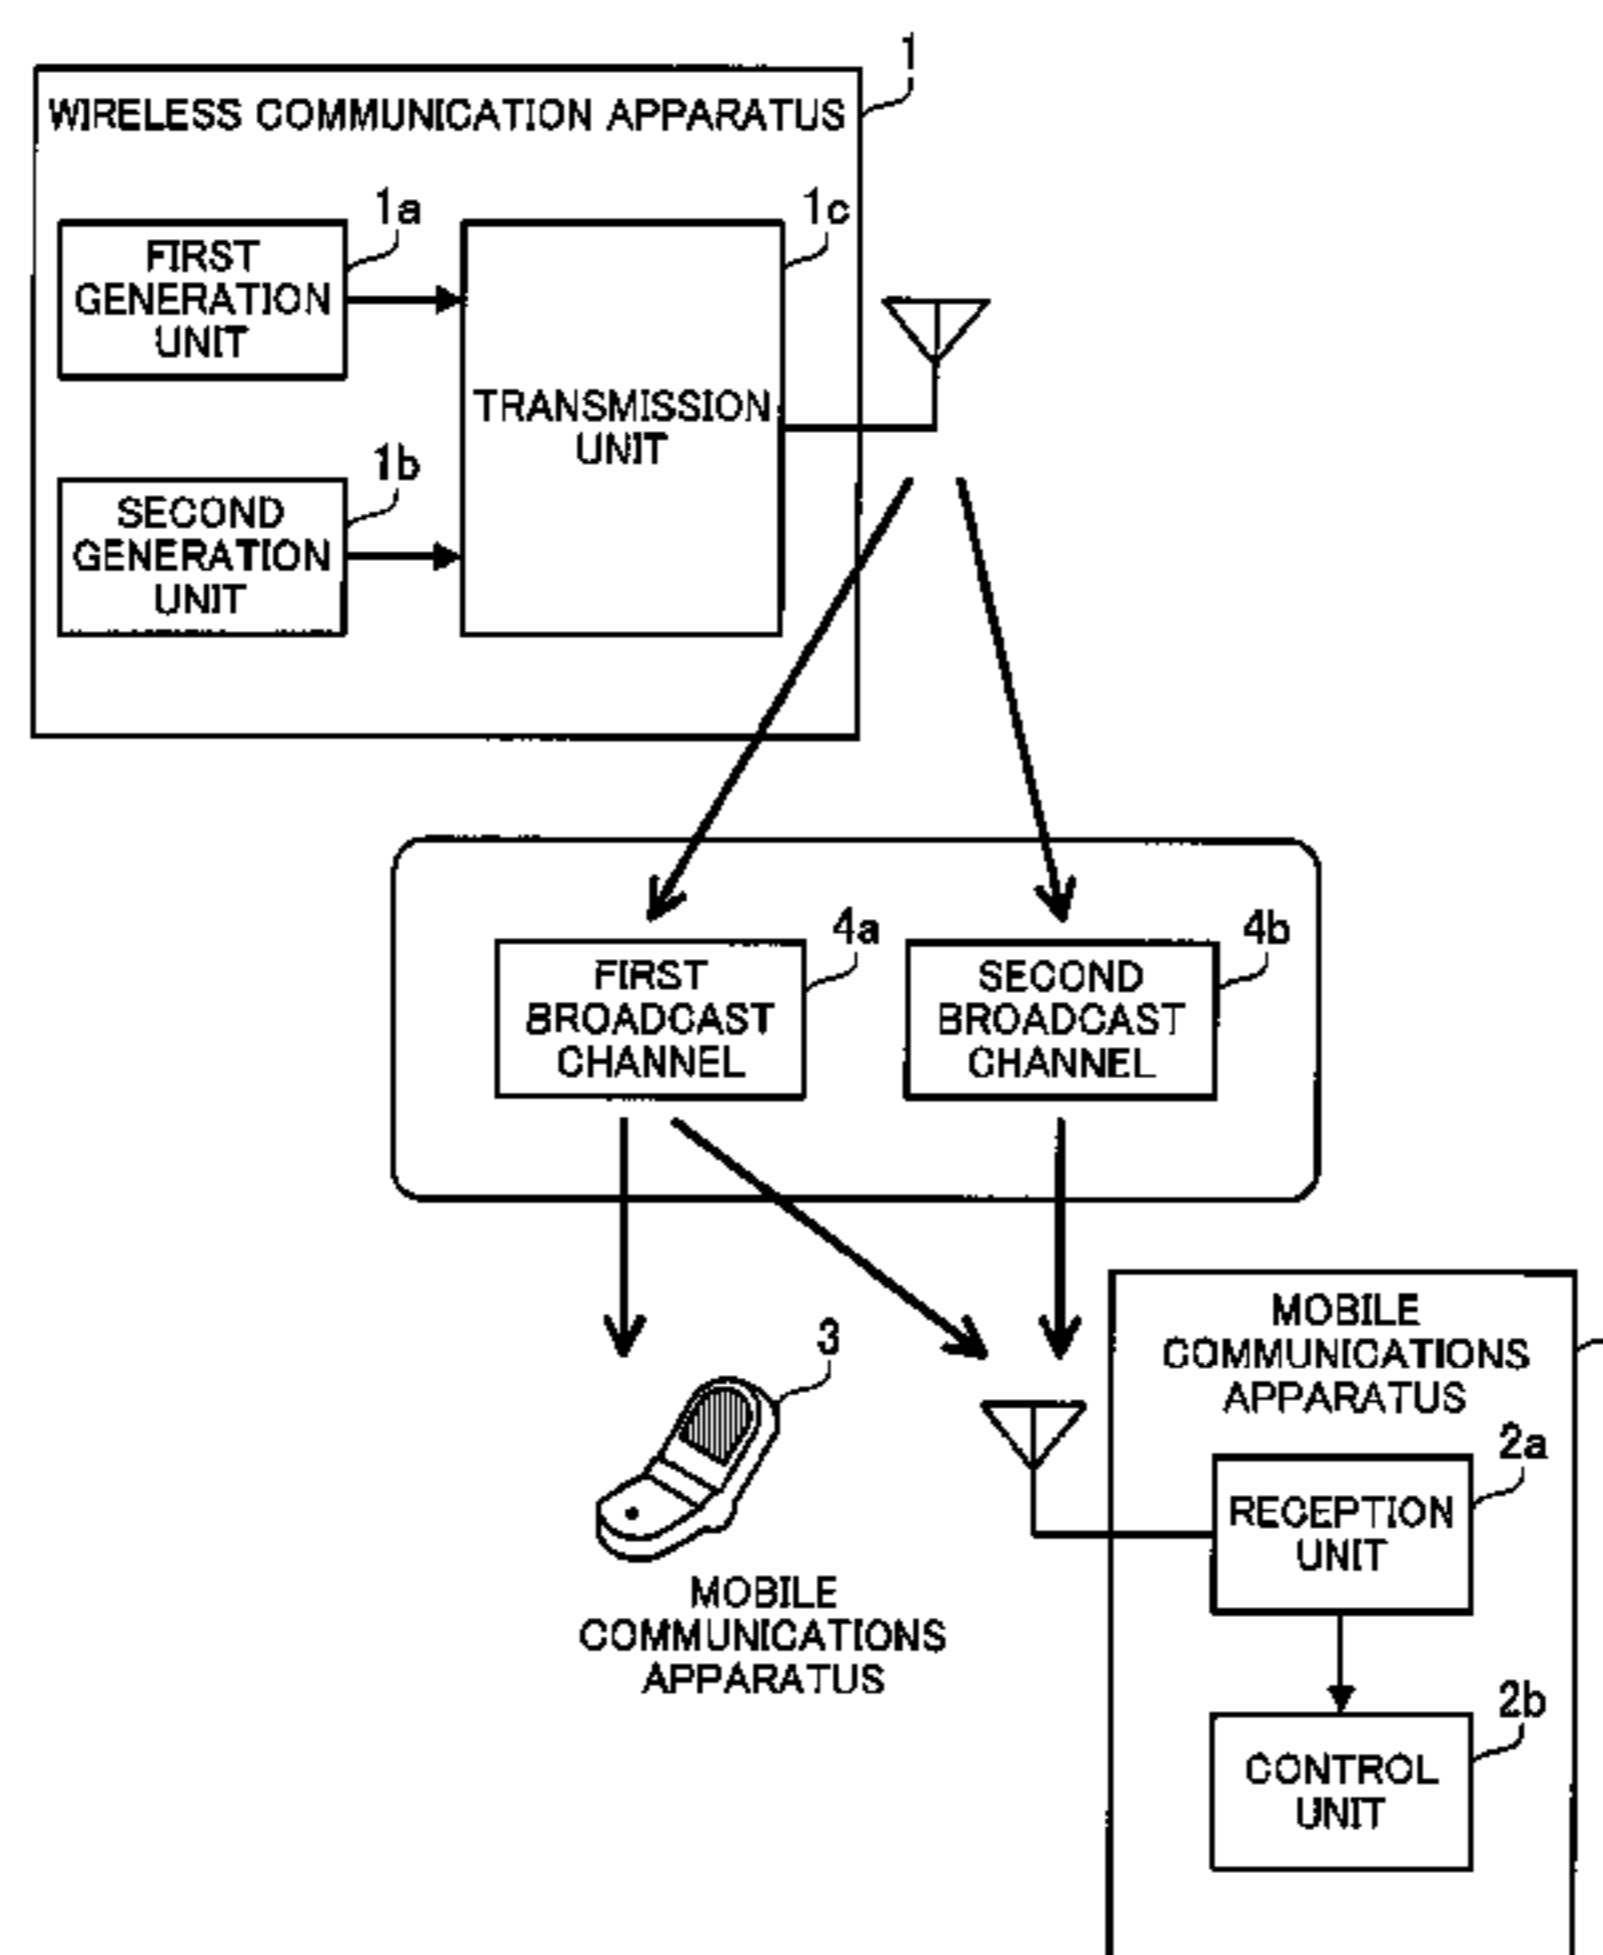 1
WIRELESS COMMUNICATION APPARATUS
1a
1c
FIRST
GENERATION
UNIT
TRANSMISSION
UNIT
1b
SECOND
GENERATION
UNIT
4a
4b
FIRST
BROADCAST
CHANNEL
SECOND
BROADCAST
CHANNEL
3
MOBILE
COMMUNICATIONS
APPARATUS
MOBILE
COMMUNICATIONS
APPARATUS
2a
RECEPTION
UNIT
2b
CONTROL
UNIT